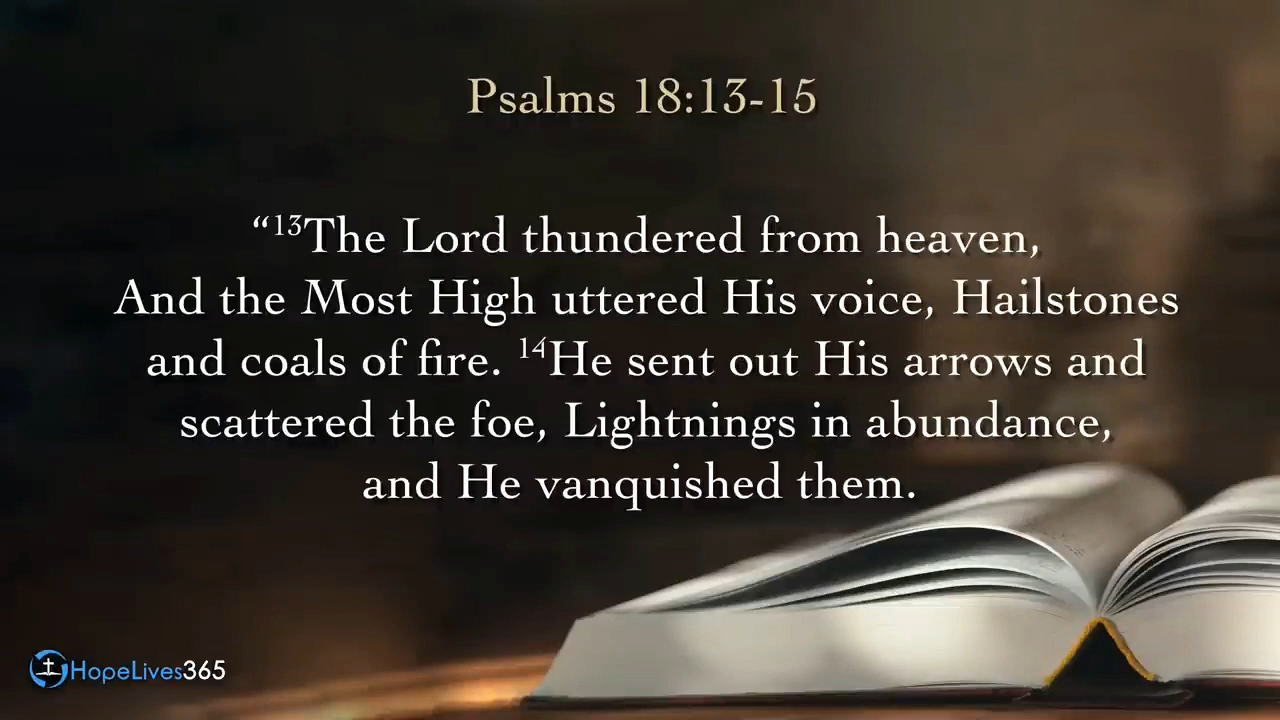 Psalms 18:13-15
“¹³The Lord thundered from heaven,
And the Most High uttered His voice, Hailstones
and coals of fire. ¹⁴He sent out His arrows and
scattered the foe, Lightnings in abundance,
and He vanquished them.
HopeLives365